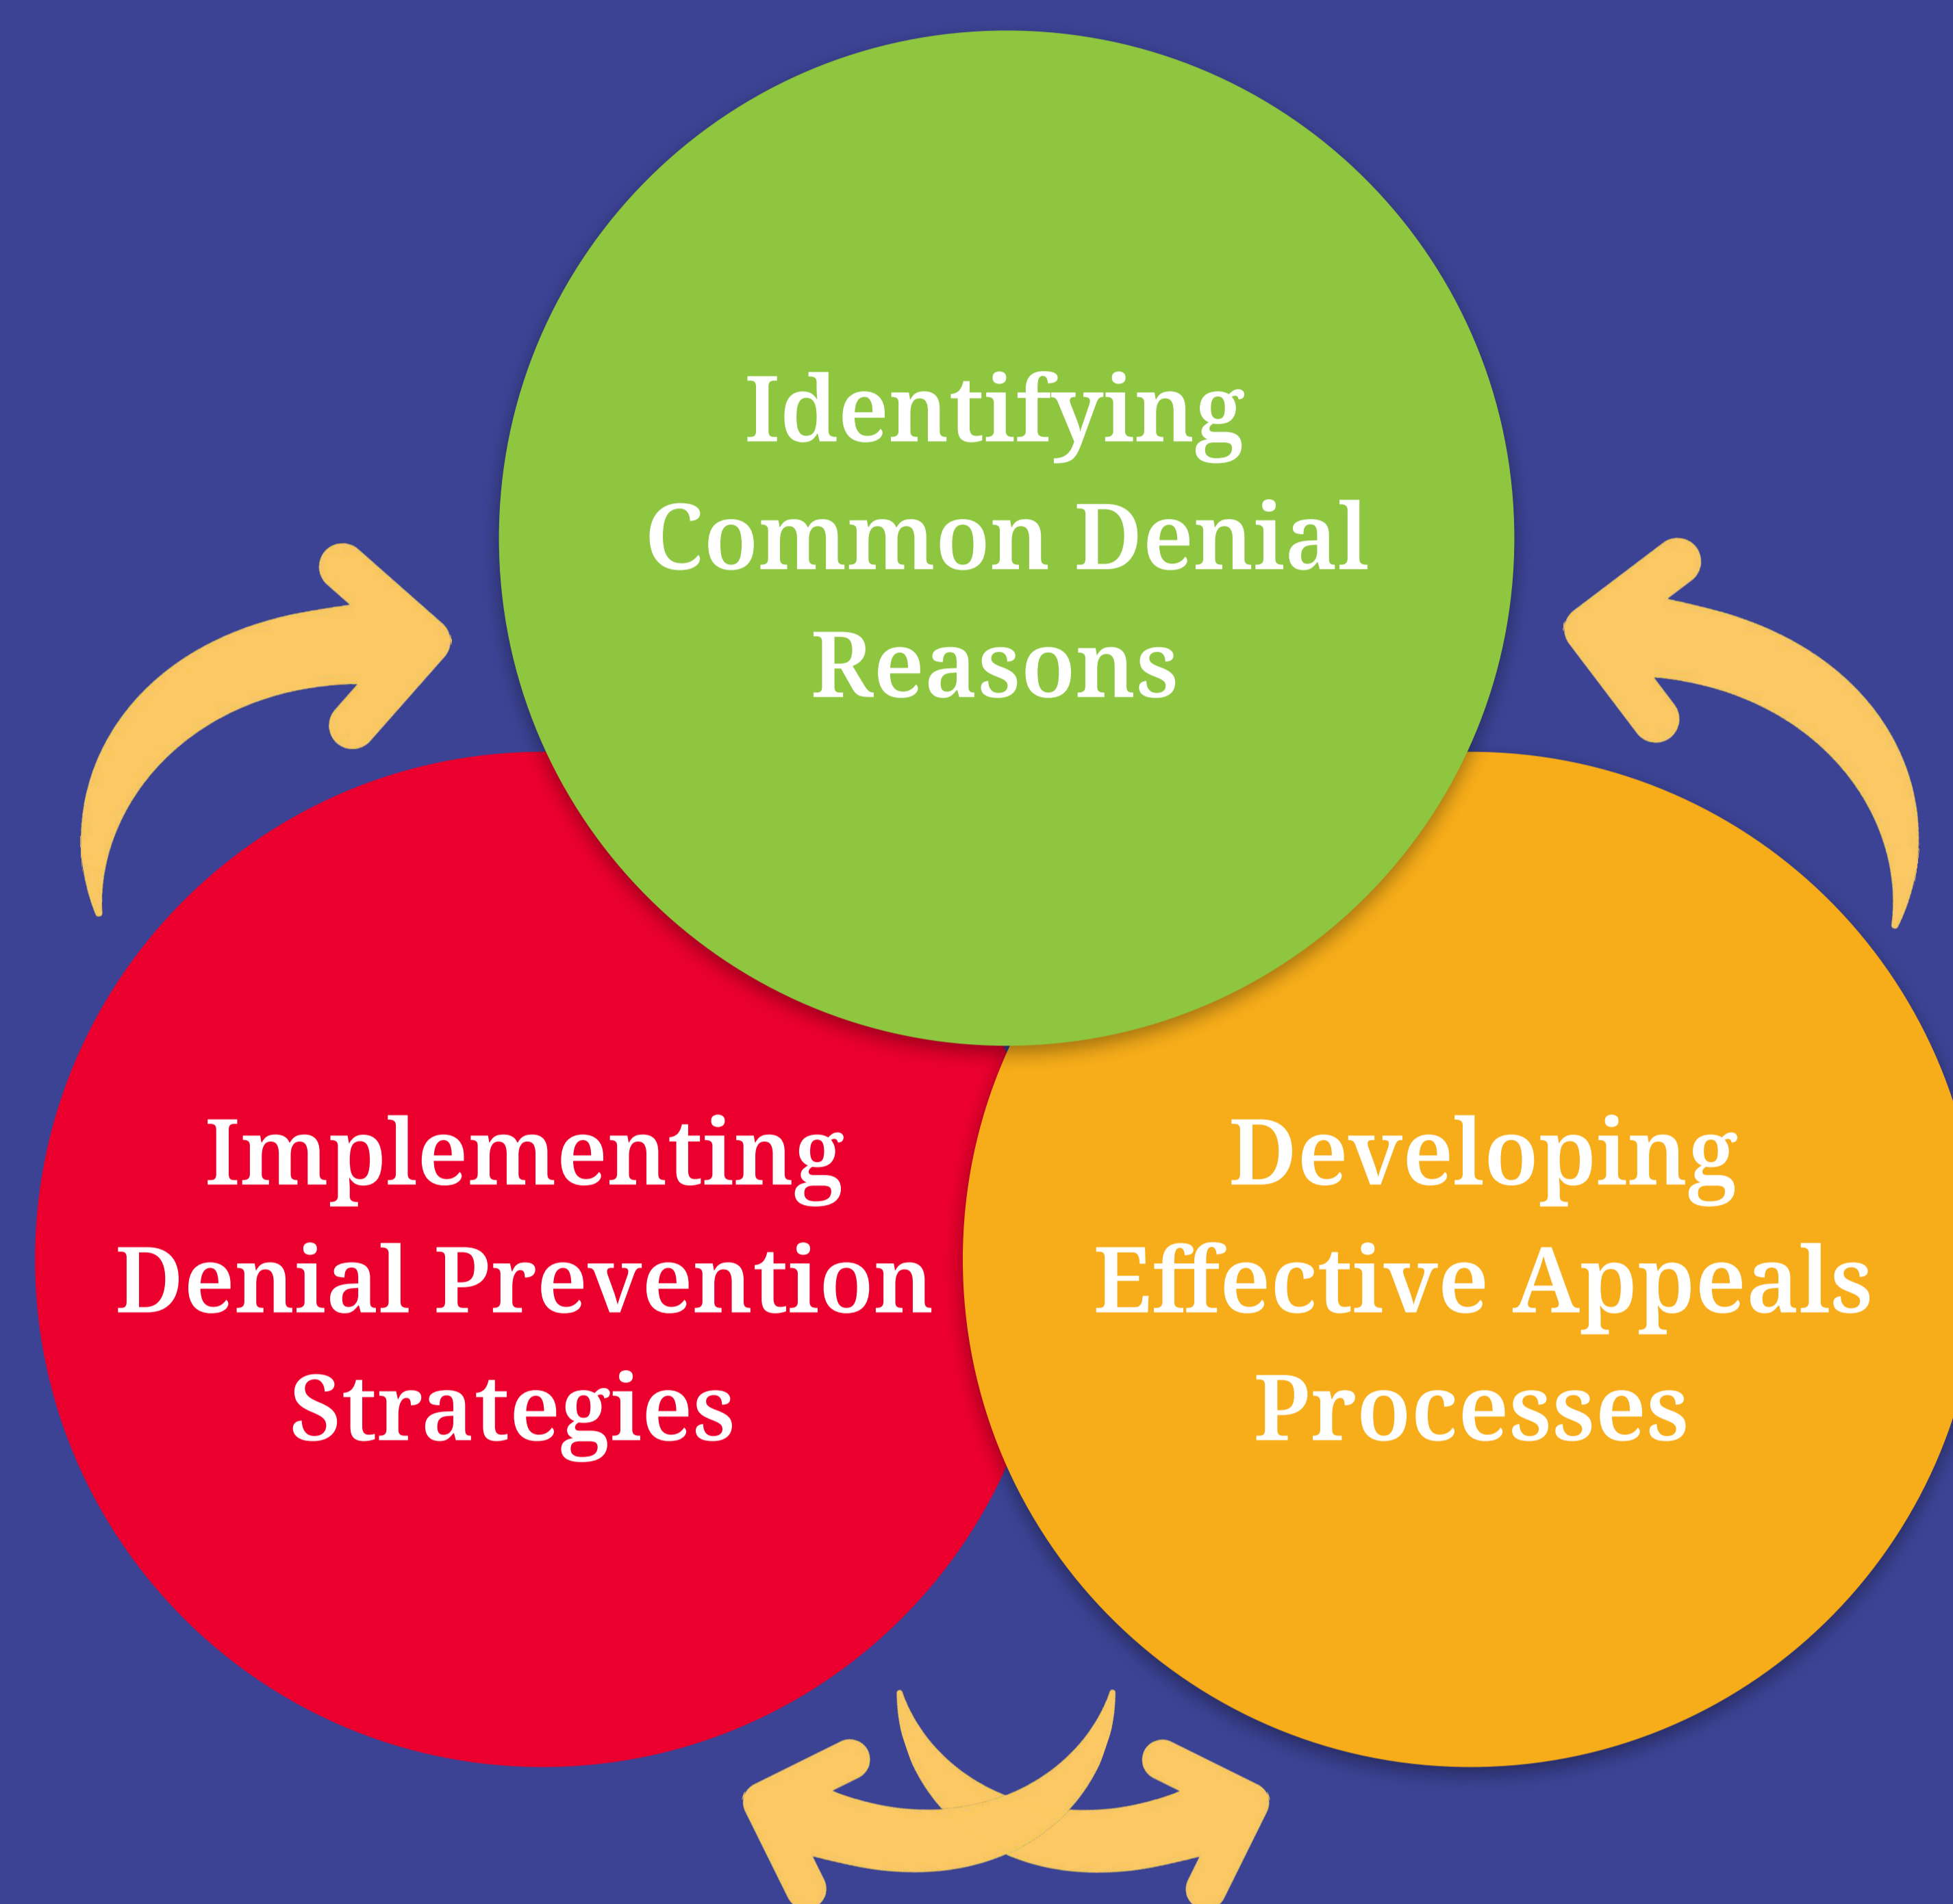 Identifying
Common Denial
Reasons
Implementing
Denial Prevention
Strategies
Developing
Effective Appeals
Processes